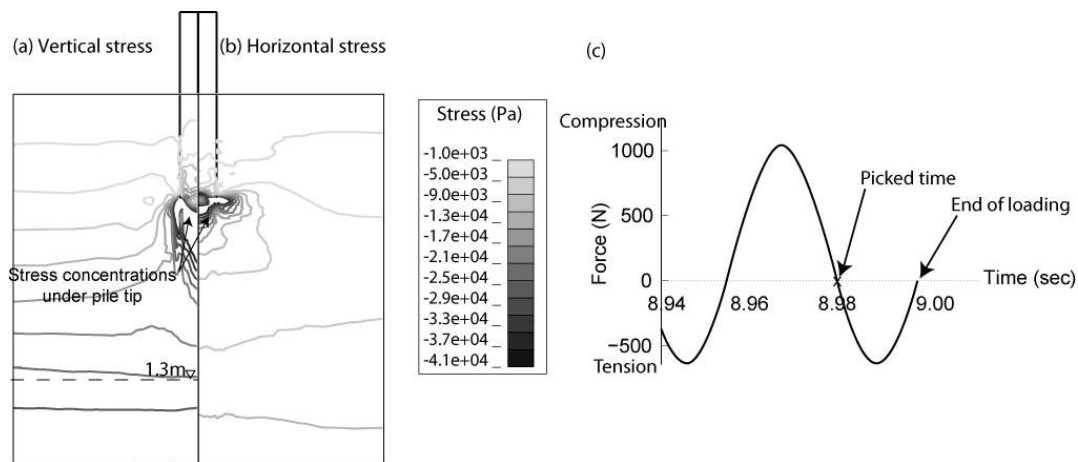 (a) Vertical stress
(b) Horizontal stress
Stress concentrations
under pile tip
1.3m
Stress (Pa)
-1.0e+03
-5.0e+03
-9.0e+03
-1.3e+04
-1.7e+04
-2.1e+04
-2.5e+04
-2.9e+04
-3.3e+04
-3.7e+04
-4.1e+04
(c)
Compression
1000
500
0
−500
Tension
Force (N)
Picked time
End of loading
Time (sec)
8.94
8.96
8.98
9.00